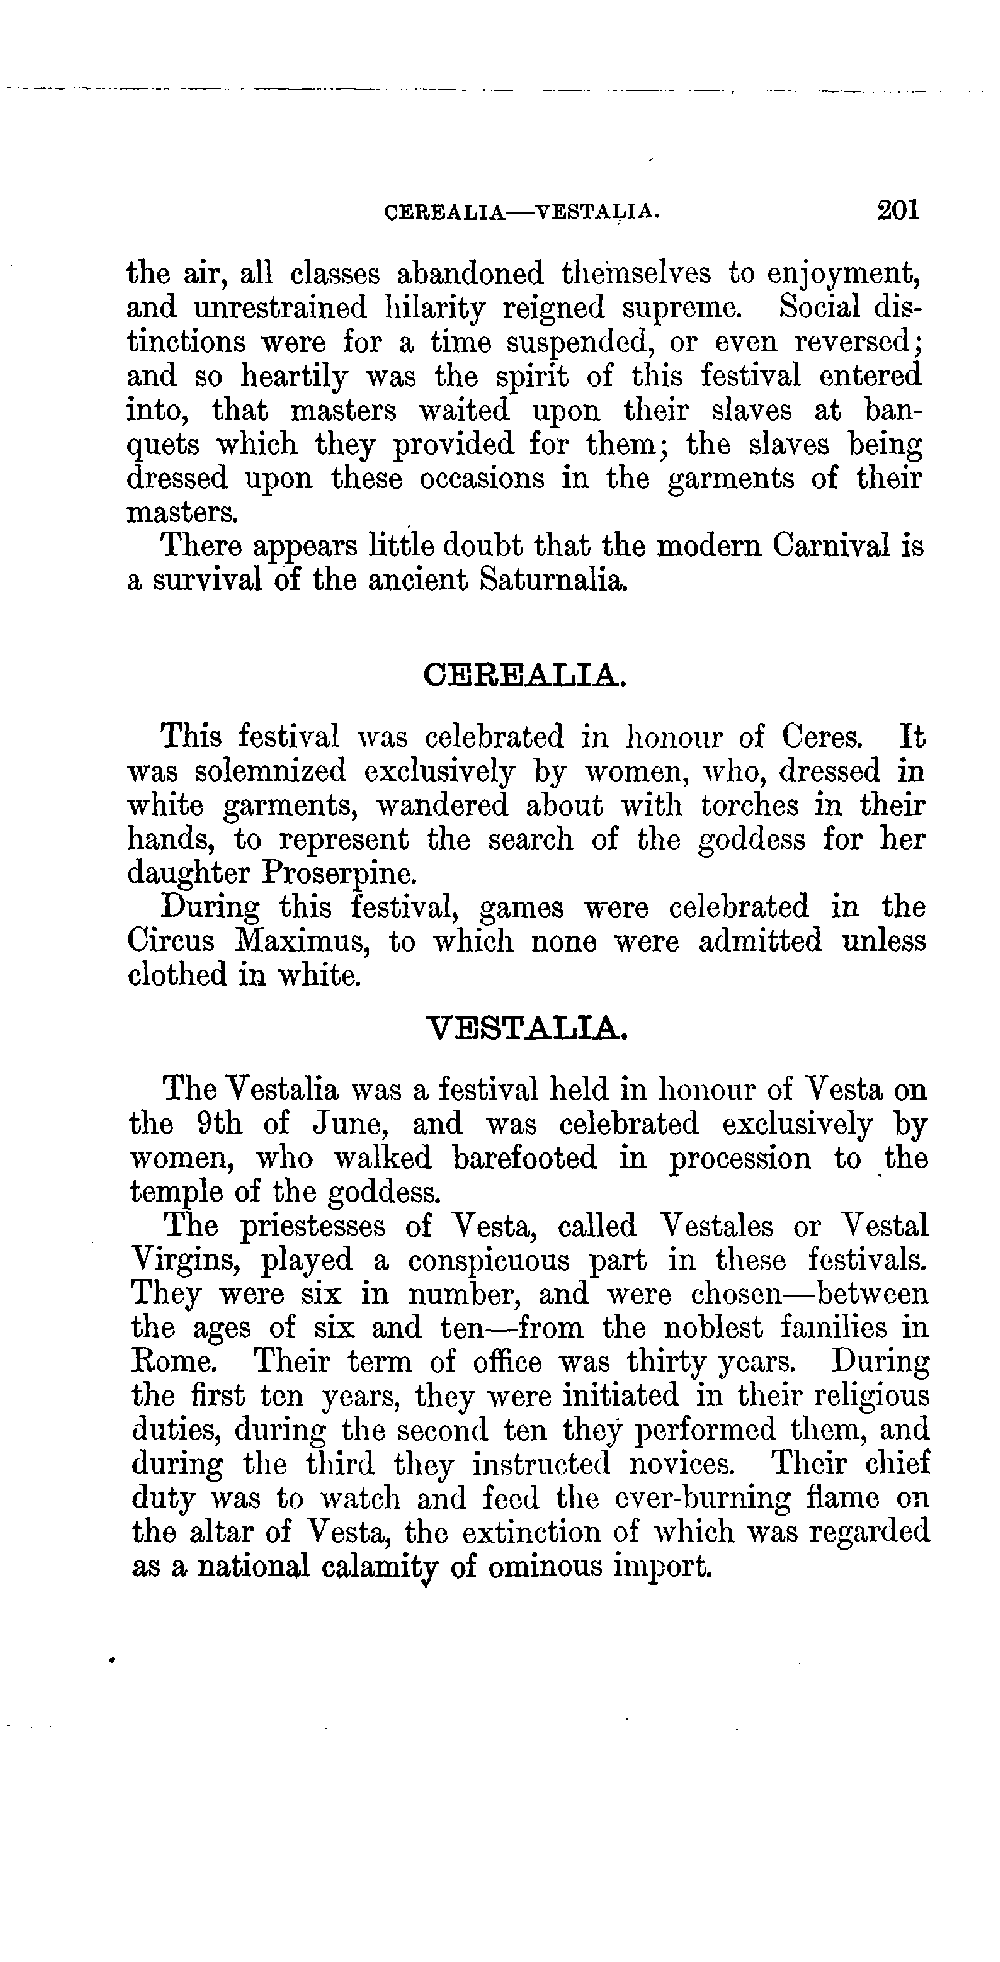 CEREALIA—VESTALIA. 201
the air, all classes abandoned themselves to enjoyment,
and unrestrained hilarity reigned supreme. Social dis-
tinctions were for a time suspended, or even reversed;
and so heartily was the spirit of this festival entered
into, that masters waited upon their slaves at ban-
quets which they provided for them; the slaves being
dressed upon these occasions in the garments of their
masters.
There appears little doubt that the modern Carnival is
a survival of the ancient Saturnalia.
CEREALIA.
This festival was celebrated in honour of Ceres. It
was solemnized exclusively by women, who, dressed in
white garments, wandered about with torches in their
hands, to represent the search of the goddess for her
daughter Proserpine.
During this festival, games were celebrated in the
Circus Maximus, to which none were admitted unless
clothed in white.
VESTALIA.
The Vestalia was a festival held in honour of Vesta on
the 9th of June, and was celebrated exclusively by
women, who walked barefooted in procession to the
temple of the goddess.
The priestesses of Vesta, called Vestales or Vestal
Virgins, played a conspicuous part in these festivals.
They were six in number, and were chosen—between
the ages of six and ten—from the noblest families in
Rome. Their term of office was thirty years. During
the first ten years, they were initiated in their religious
duties, during the second ten they performed them, and
during the third they instructed novices. Their chief
duty was to watch and feed the ever-burning flame on
the altar of Vesta, the extinction of which was regarded
as a national calamity of ominous import.